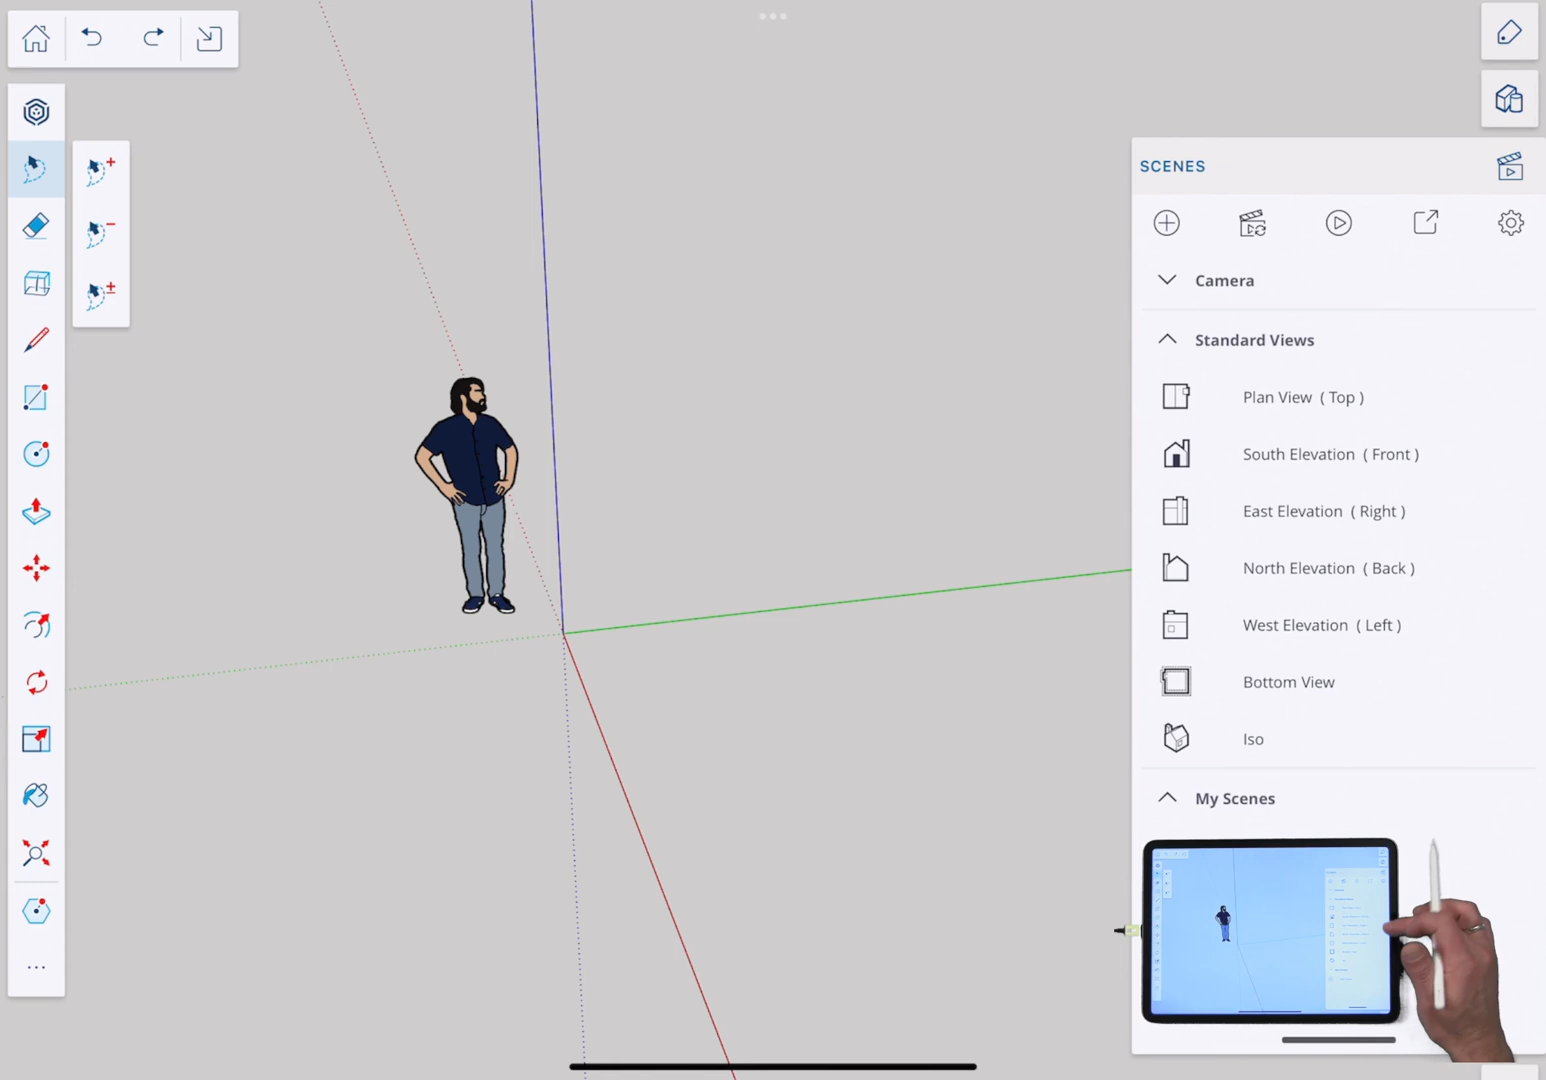 SCENES
Camera
Standard Views
Plan View ( Top )
South Elevation ( Front )
East Elevation ( Right )
North Elevation ( Back )
West Elevation ( Left )
Bottom View
Iso
My Scenes